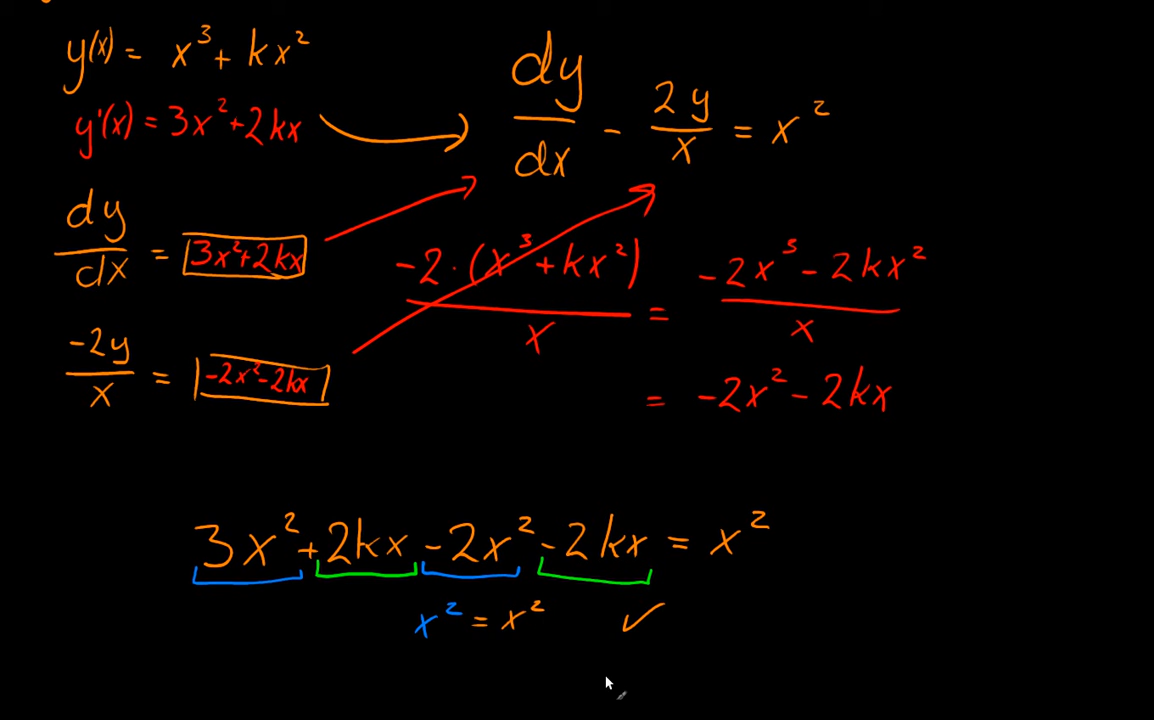 y(x) = x³ + kx²
y'(x) = 3x² + 2kx
dy/dx - 2y/x = x²
dy/dx = 3x²+2kx
-2·(x³ + kx²)/x = (-2x³ - 2kx²)/x
= -2x² - 2kx
-2y/x = -2x²-2kx
3x² + 2kx - 2x² - 2kx = x²
x² = x² ✓